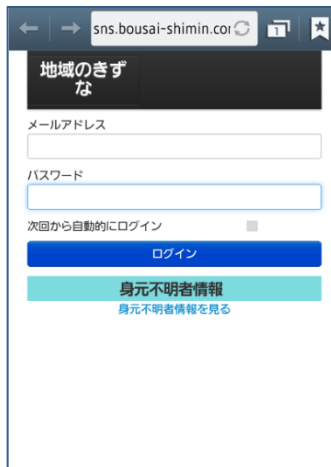 sns.bousai-shimin.cor
1
地域のきず
な
メールアドレス
パスワード
次回から自動的にログイン
ログイン
身元不明者情報
身元不明者情報を見る